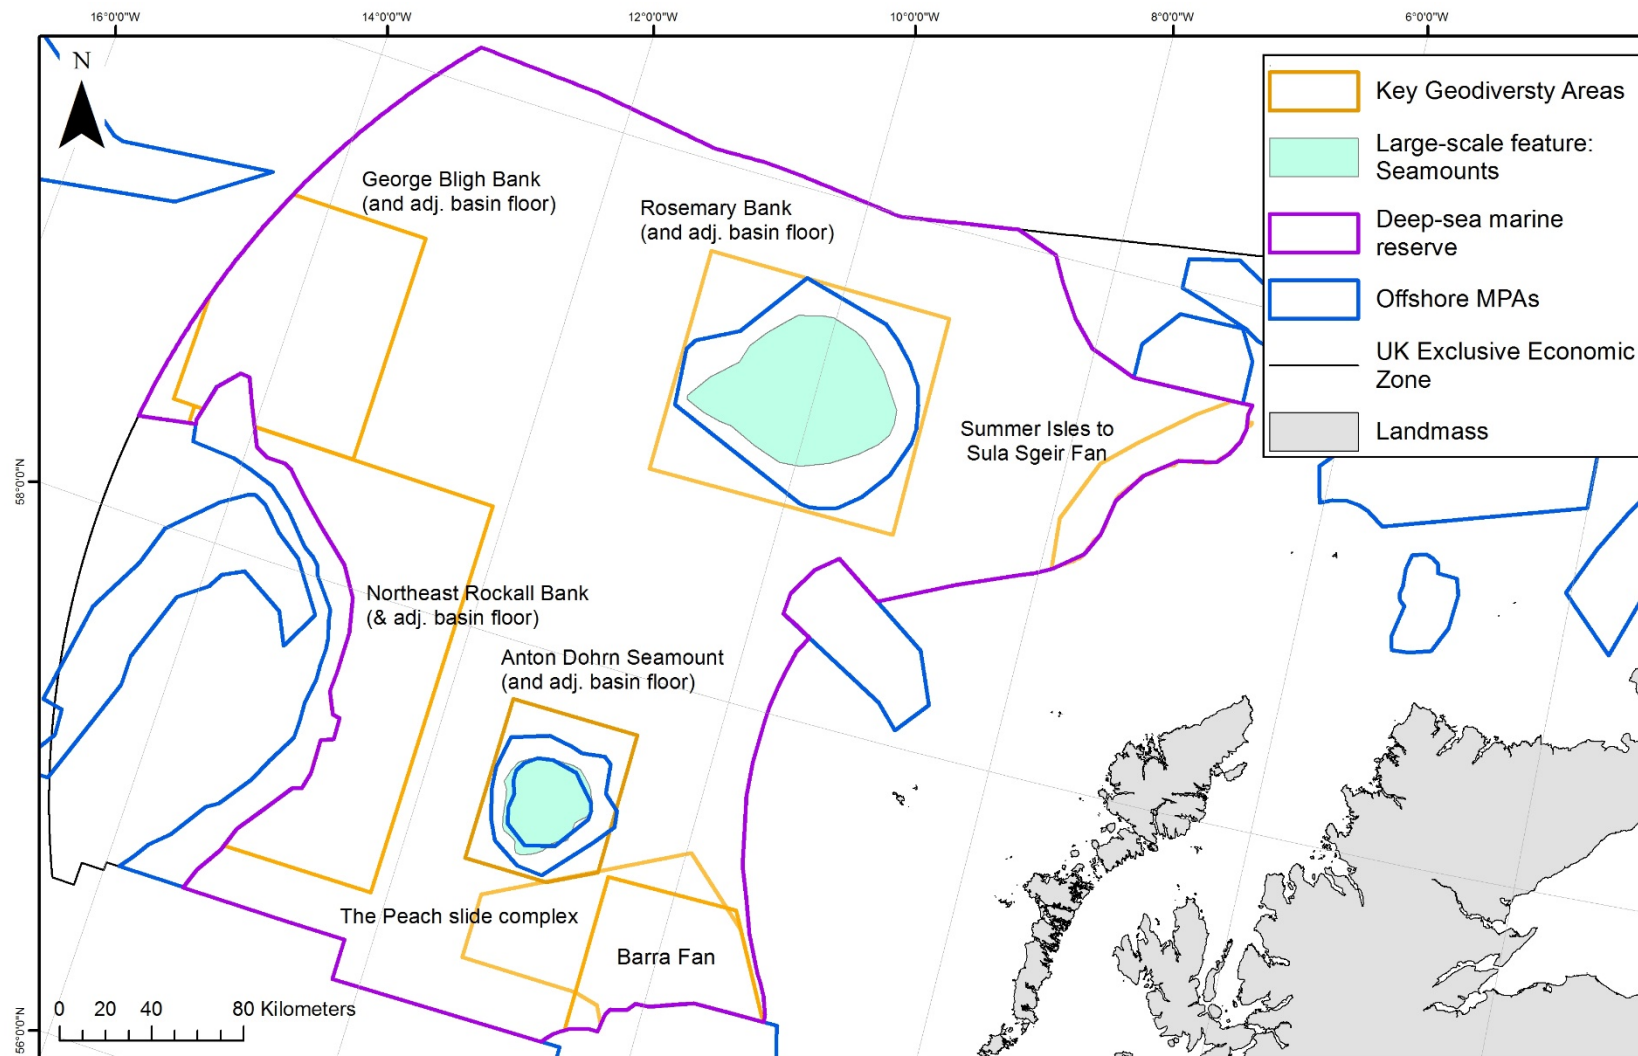 16°0'0"W
14°0'0"W
12°0'0"W
10°0'0"W
8°0'0"W
6°0'0"W
N
Key Geodiversty Areas
Large-scale feature:
Seamounts
Deep-sea marine
reserve
Offshore MPAs
UK Exclusive Economic
Zone
Landmass
George Bligh Bank
(and adj. basin floor)
Rosemary Bank
(and adj. basin floor)
Summer Isles to
Sula Sgeir Fan
58°0'0"N
Northeast Rockall Bank
(& adj. basin floor)
Anton Dohrn Seamount
(and adj. basin floor)
The Peach slide complex
Barra Fan
0 20 40 80 Kilometers
56°0'0"N